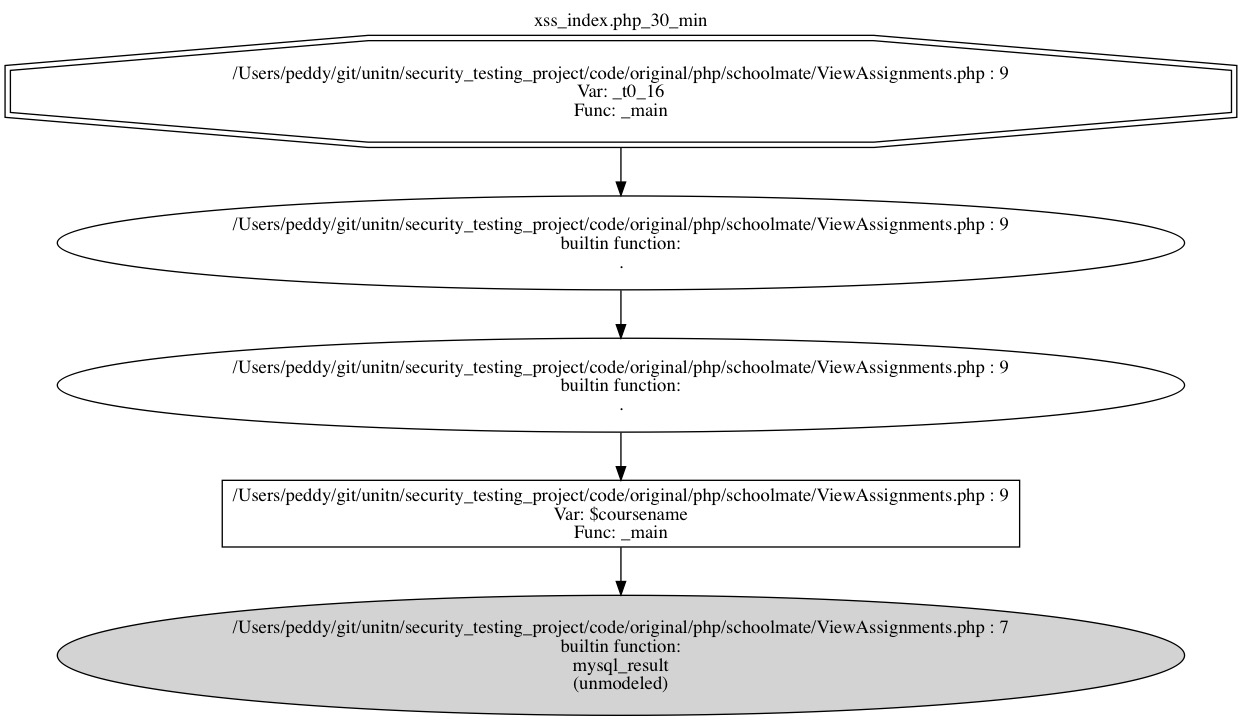 xss_index.php_30_min
/Users/peddy/git/unitn/security_testing_project/code/original/php/schoolmate/ViewAssignments.php : 9
Var: _t0_16
Func: _main
/Users/peddy/git/unitn/security_testing_project/code/original/php/schoolmate/ViewAssignments.php : 9
builtin function:
.
/Users/peddy/git/unitn/security_testing_project/code/original/php/schoolmate/ViewAssignments.php : 9
builtin function:
.
/Users/peddy/git/unitn/security_testing_project/code/original/php/schoolmate/ViewAssignments.php : 9
Var: $coursename
Func: _main
/Users/peddy/git/unitn/security_testing_project/code/original/php/schoolmate/ViewAssignments.php : 7
builtin function:
mysql_result
(unmodeled)